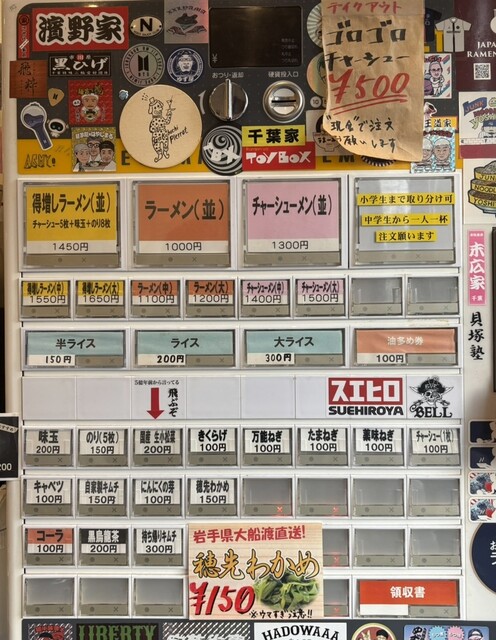 濱野家
N
黒ひげ
無料
ARMY
おつり返却
硬貨投入口
千葉家
TOY BOX
テイクアウト
ゴロゴロ
チャーシュー
¥500
"現金"で注文
お願いします
JAPA
RAMEN
得増しラーメン(並)
チャーシュー5枚+味玉+のり8枚
1450円
ラーメン(並)
1000円
チャーシューメン(並)
1300円
小学生まで取り分け可
中学生から一人一杯
注文願います
得増しラーメン(中)
1550円
得増しラーメン(大)
1650円
ラーメン(中)
1100円
ラーメン(大)
1200円
チャーシューメン(中)
1400円
チャーシューメン(大)
1500円
半ライス
150円
ライス
200円
大ライス
300円
油多め券
100円
末広家
千葉
貝塚塾
飛ぶぞ
スエヒロ
SUEHIROYA
味玉
200円
のり(5枚)
150円
国産 生小松菜
200円
きくらげ
100円
万能ねぎ
100円
たまねぎ
100円
薬味ねぎ
100円
チャーシュー(1枚)
100円
キャベツ
100円
自家製キムチ
150円
にんにくの芽
100円
穂先わかめ
150円
コーラ
100円
黒烏龍茶
200円
持ち帰りキムチ
300円
岩手県大船渡直送!
穂先わかめ
¥150
※ウマすぎ注意!!
領収書
LIBERTY
HADOWAAA